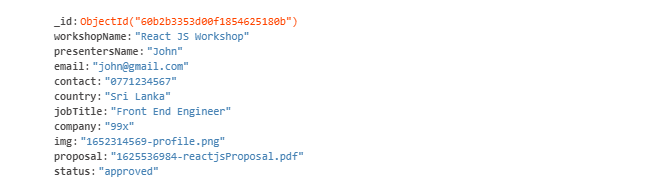 _id: ObjectId("60b2b3353d00f1854625180b")
workshopName: "React JS Workshop"
presentersName: "John"
email: "john@gmail.com"
contact: "0771234567"
country: "Sri Lanka"
jobTitle: "Front End Engineer"
company: "99x"
img: "1652314569-profile.png"
proposal: "1625536984-reactjsProposal.pdf"
status: "approved"